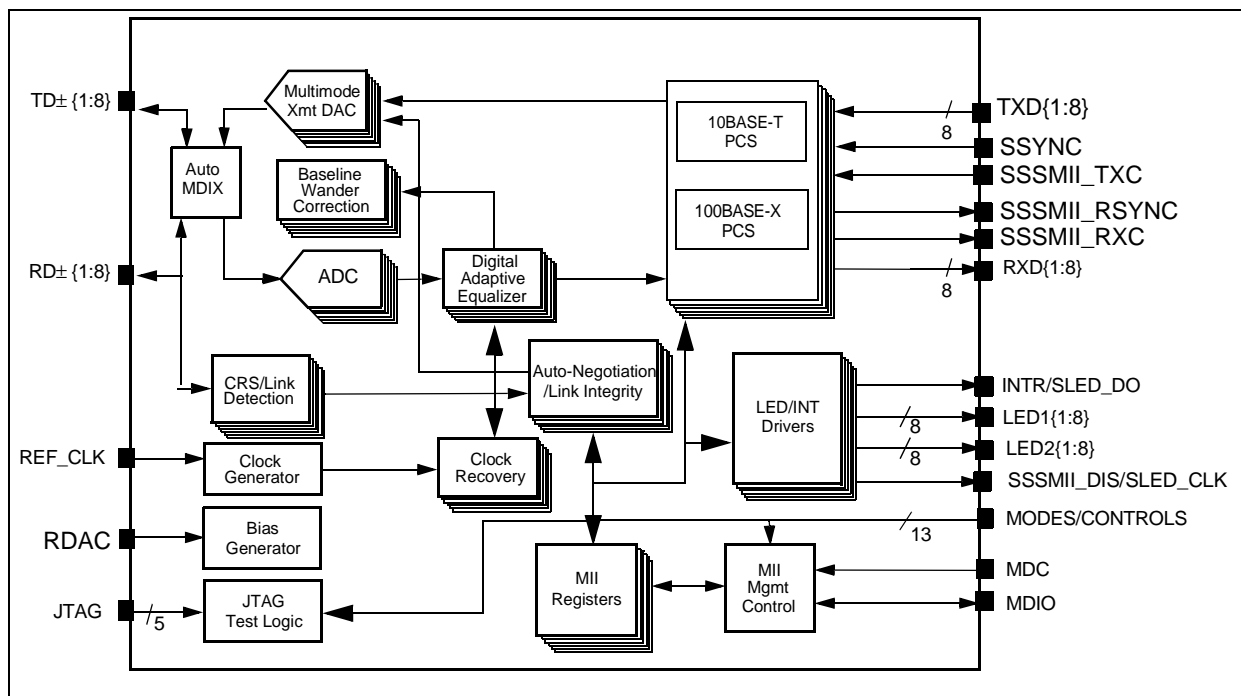 TD± {1:8}
RD± {1:8}
REF_CLK
RDAC
JTAG
5
Auto
MDIX
Multimode
Xmt DAC
Baseline
Wander
Correction
ADC
Digital
Adaptive
Equalizer
CRS/Link
Detection
Clock
Generator
Bias
Generator
JTAG
Test Logic
Auto-Negotiation
/Link Integrity
Clock
Recovery
MII
Registers
10BASE-T
PCS
100BASE-X
PCS
LED/INT
Drivers
MII
Mgmt
Control
TXD{1:8}
8
SSYNC
SSSMII_TXC
SSSMII_RSYNC
SSSMII_RXC
RXD{1:8}
8
INTR/SLED_DO
LED1{1:8}
8
LED2{1:8}
8
SSSMII_DIS/SLED_CLK
MODES/CONTROLS
13
MDC
MDIO